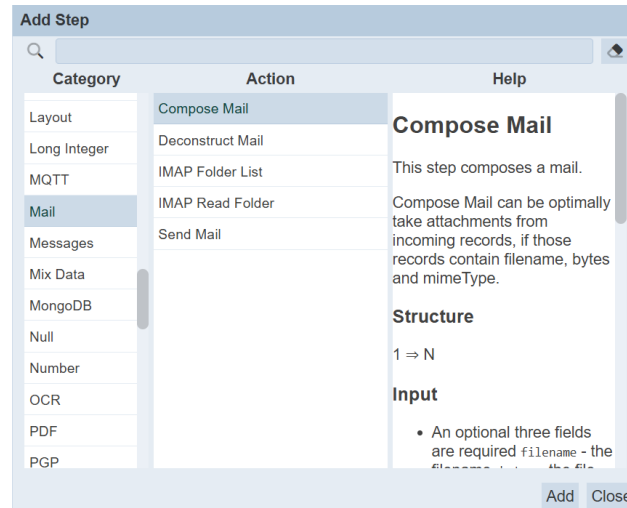 Add Step
Category
Action
Help
Layout
Long Integer
MQTT
Mail
Messages
Mix Data
MongoDB
Null
Number
OCR
PDF
PGP
Compose Mail
Deconstruct Mail
IMAP Folder List
IMAP Read Folder
Send Mail
Compose Mail
This step composes a mail.
Compose Mail can be optimally
take attachments from
incoming records, if those
records contain filename, bytes
and mimeType.
Structure
1 ⇒ N
Input
• An optional three fields
are required filename - the
Add
Close